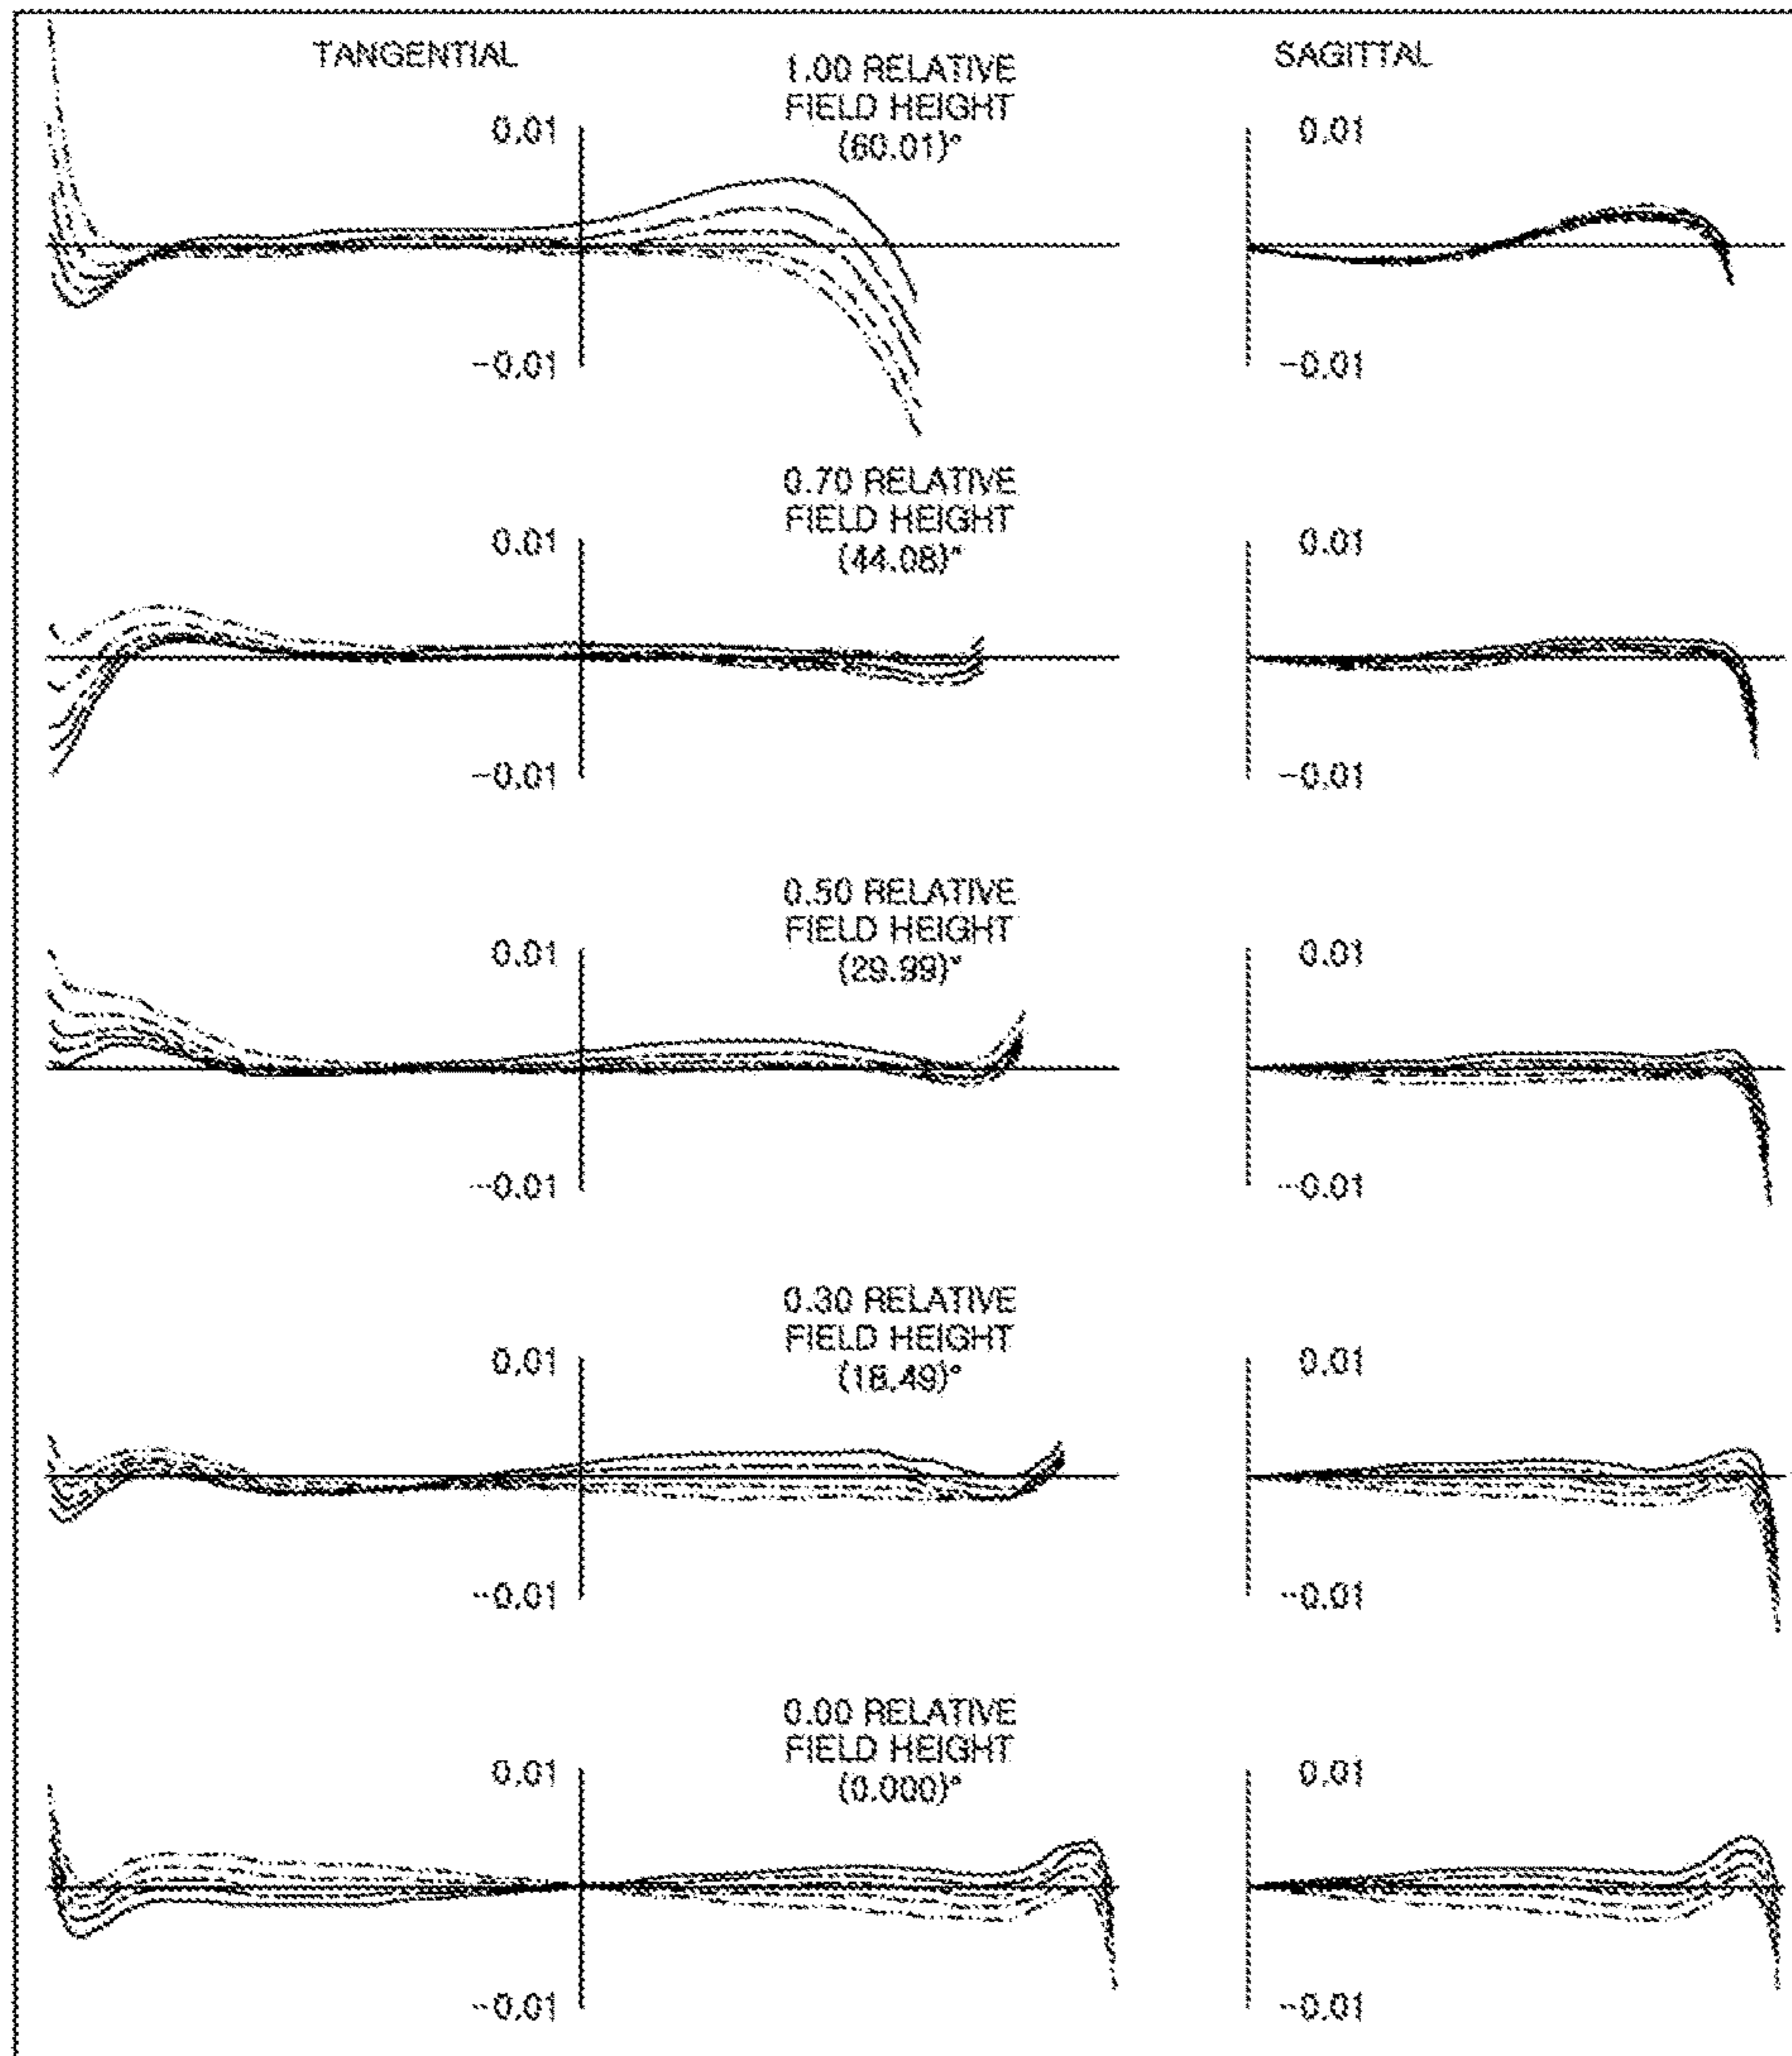 TANGENTIAL
1.00 RELATIVE
FIELD HEIGHT
(60.01)°
SAGITTAL
0.01
0.01
-0.01
-0.01
0.70 RELATIVE
FIELD HEIGHT
(44.08)°
0.01
0.01
-0.01
-0.01
0.50 RELATIVE
FIELD HEIGHT
(29.99)°
0.01
0.01
-0.01
-0.01
0.30 RELATIVE
FIELD HEIGHT
(18.49)°
0.01
0.01
-0.01
-0.01
0.00 RELATIVE
FIELD HEIGHT
(0.000)°
0.01
0.01
-0.01
-0.01